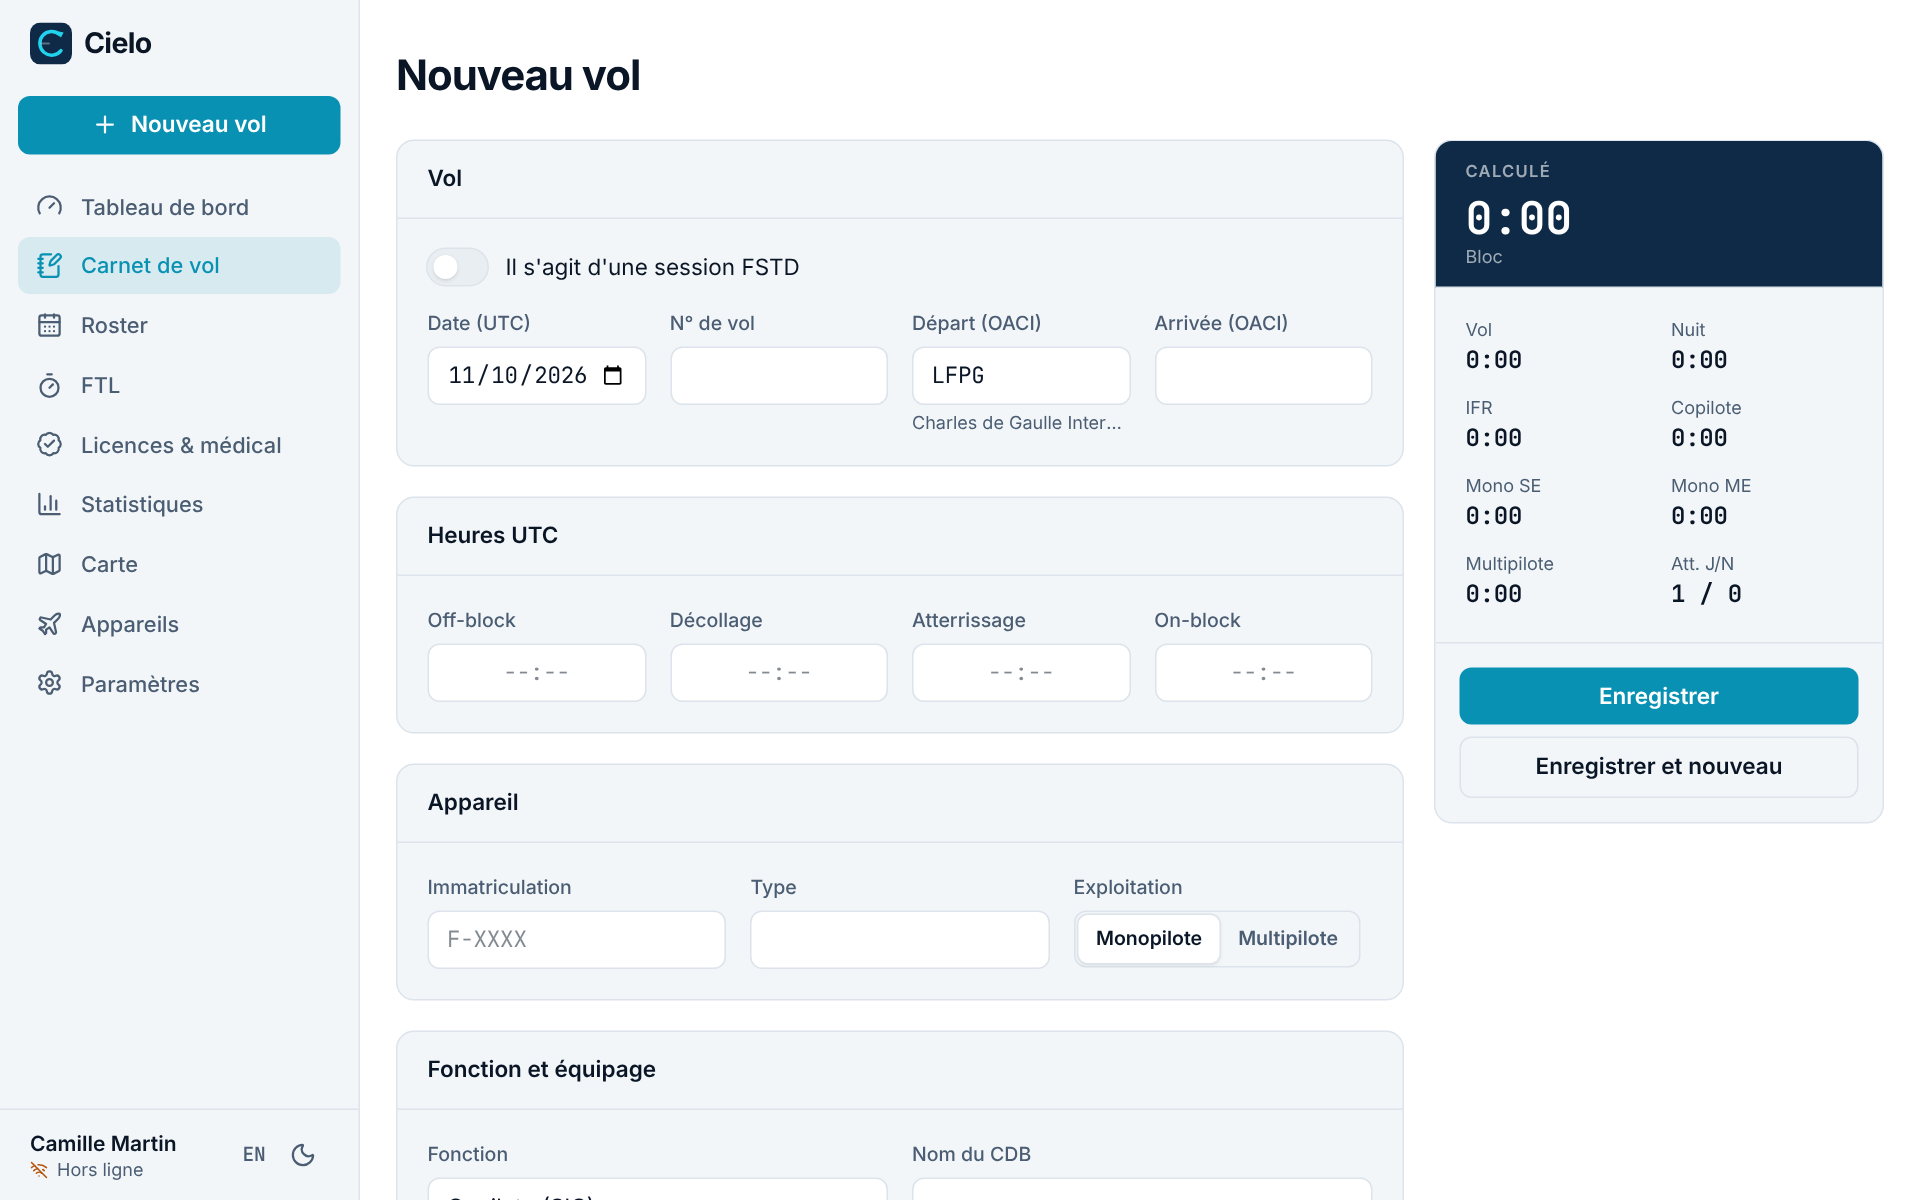 Cielo
Nouveau vol
Tableau de bord
Carnet de vol
Roster
FTL
Licences & médical
Statistiques
Carte
Appareils
Paramètres
Camille Martin
Hors ligne
EN
Nouveau vol
Vol
Il s'agit d'une session FSTD
Date (UTC)
N° de vol
Départ (OACI)
Arrivée (OACI)
11/10/2026
LFPG
Charles de Gaulle Inter...
Heures UTC
Off-block
Décollage
Atterrissage
On-block
--:--
--:--
--:--
--:--
Appareil
Immatriculation
Type
Exploitation
F-XXXX
Monopilote
Multipilote
Fonction et équipage
Fonction
Nom du CDB
CALCULÉ
0:00
Bloc
Vol
Nuit
0:00
0:00
IFR
Copilote
0:00
0:00
Mono SE
Mono ME
0:00
0:00
Multipilote
Att. J/N
0:00
1 / 0
Enregistrer
Enregistrer et nouveau